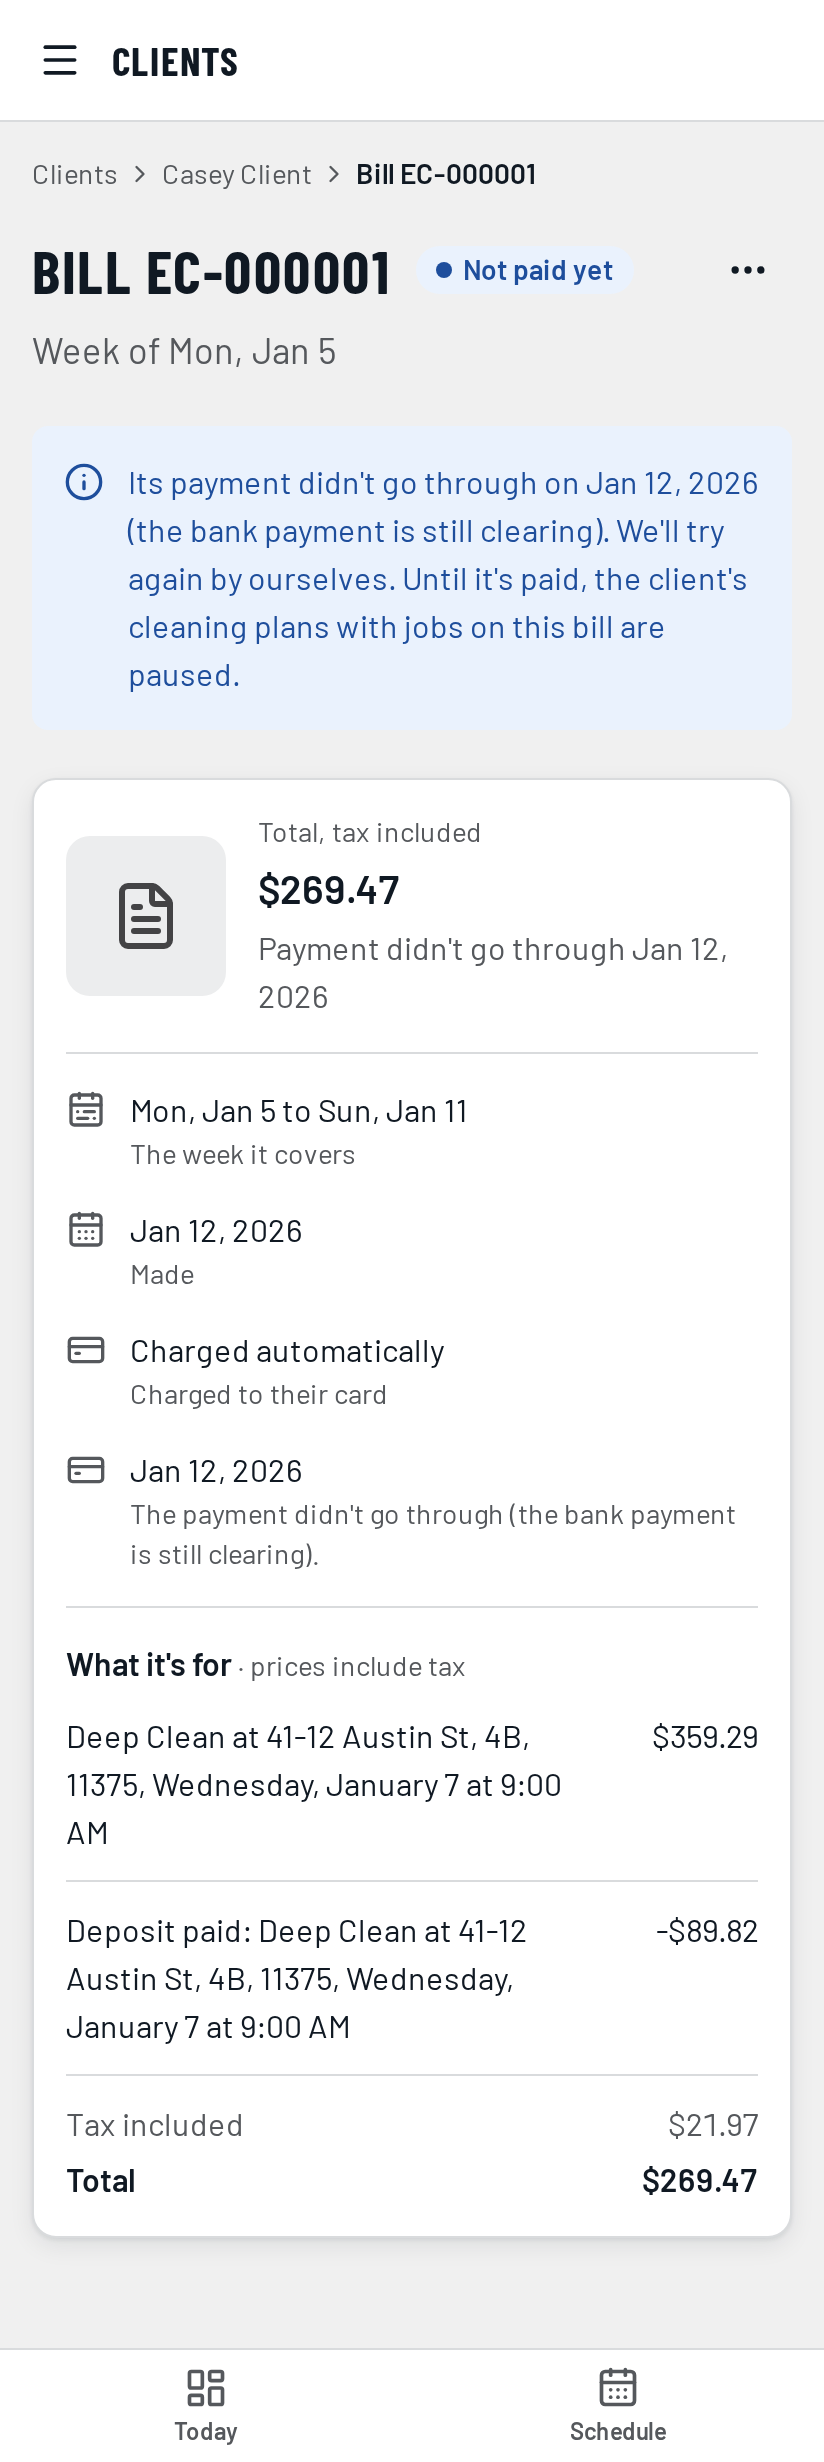 CLIENTS
Clients > Casey Client > Bill EC-000001
BILL EC-000001
Not paid yet
Week of Mon, Jan 5
Its payment didn't go through on Jan 12, 2026
(the bank payment is still clearing). We'll try
again by ourselves. Until it's paid, the client's
cleaning plans with jobs on this bill are
paused.
Total, tax included
$269.47
Payment didn't go through Jan 12,
2026
Mon, Jan 5 to Sun, Jan 11
The week it covers
Jan 12, 2026
Made
Charged automatically
Charged to their card
Jan 12, 2026
The payment didn't go through (the bank payment
is still clearing).
What it's for · prices include tax
Deep Clean at 41-12 Austin St, 4B, $359.29
11375, Wednesday, January 7 at 9:00
AM
Deposit paid: Deep Clean at 41-12 -$89.82
Austin St, 4B, 11375, Wednesday,
January 7 at 9:00 AM
Tax included $21.97
Total $269.47
Today Schedule